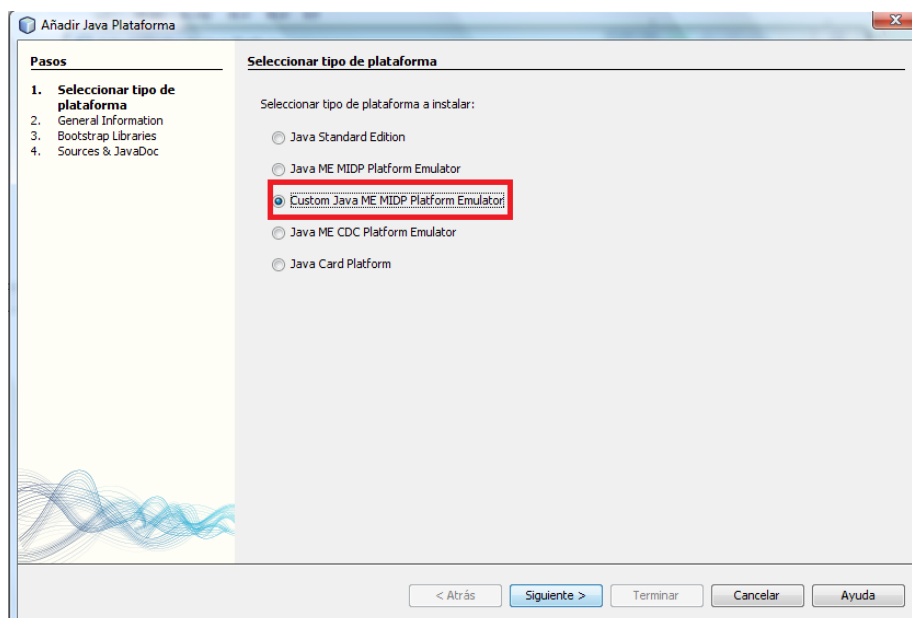 Añadir Java Plataforma
Pasos
1. Seleccionar tipo de
plataforma
2. General Information
3. Bootstrap Libraries
4. Sources & JavaDoc
Seleccionar tipo de plataforma
Seleccionar tipo de plataforma a instalar:
Java Standard Edition
Java ME MIDP Platform Emulator
Custom Java ME MIDP Platform Emulator
Java ME CDC Platform Emulator
Java Card Platform
< Atrás
Siguiente >
Terminar
Cancelar
Ayuda